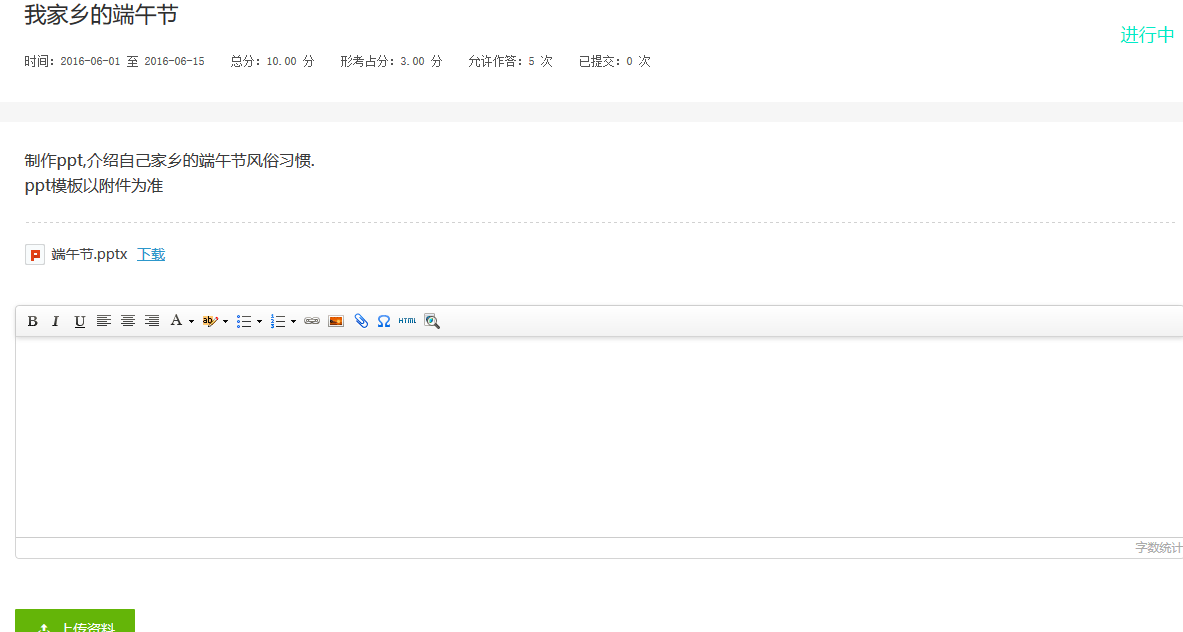 我家乡的端午节
进行中
时间：2016-06-01 至 2016-06-15 总分：10.00 分 形考占分：3.00 分 允许作答：5 次 已提交：0 次
制作ppt,介绍自己家乡的端午节风俗习惯.
ppt模板以附件为准
端午节.pptx 下载
B I U A ab Ω HTML
字数统计
上传资料